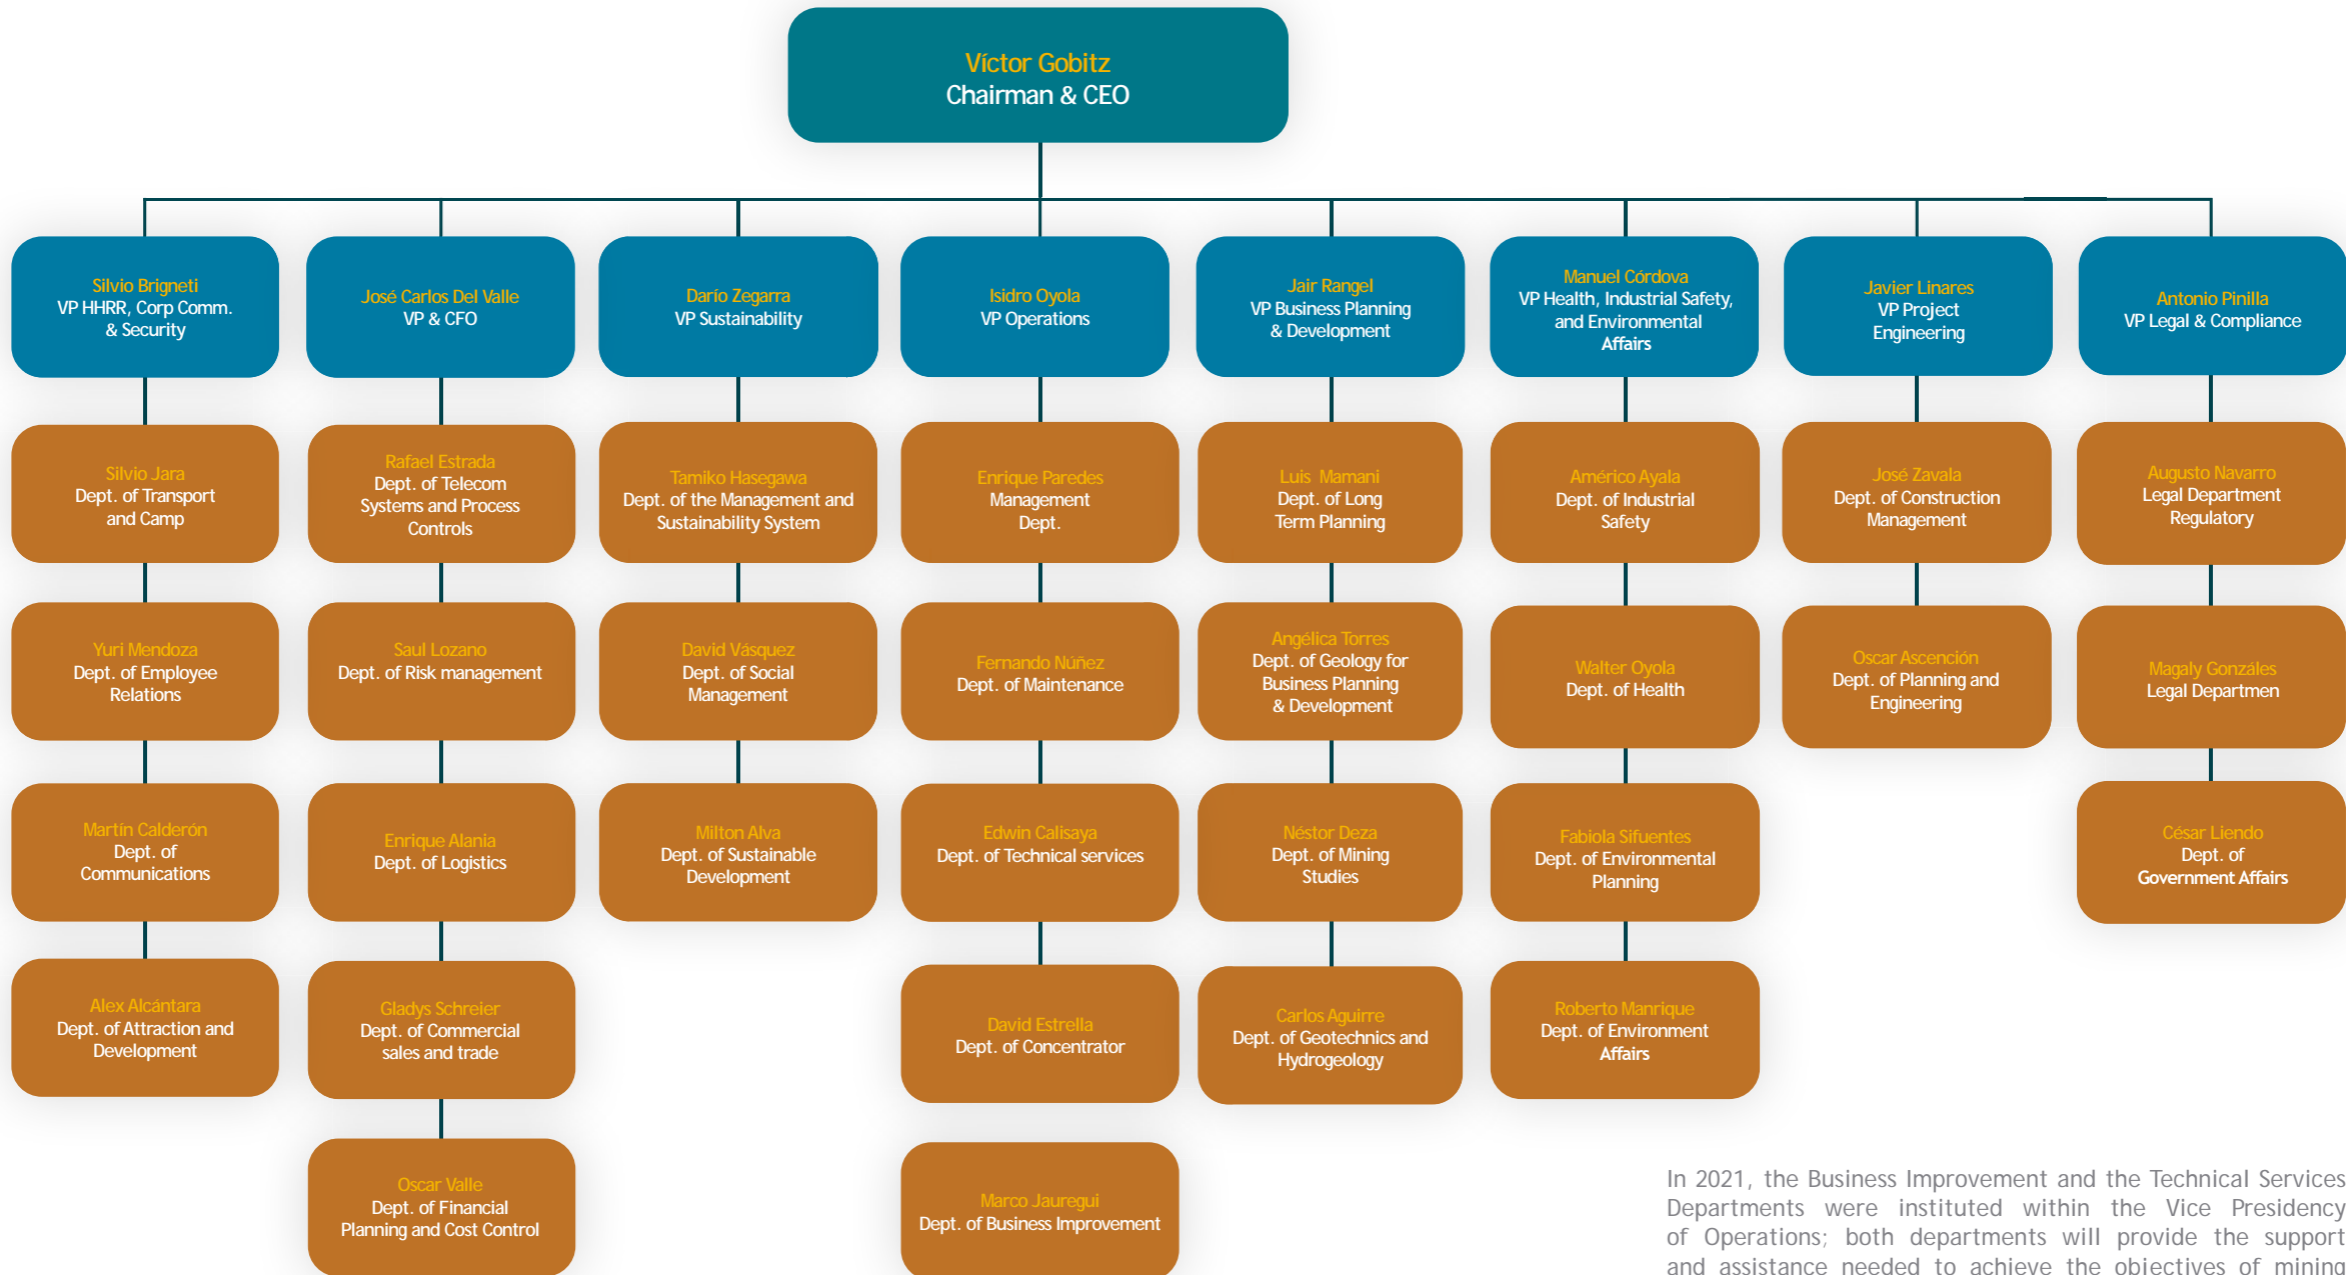 Víctor Gobitz
Chairman & CEO
Silvio Brigneti
VP HHRR, Corp Comm.
& Security
José Carlos Del Valle
VP & CFO
Darío Zegarra
VP Sustainability
Isidro Oyola
VP Operations
Jair Rangel
VP Business Planning
& Development
Manuel Córdova
VP Health, Industrial Safety,
and Environmental
Affairs
Javier Linares
VP Project
Engineering
Antonio Pinilla
VP Legal & Compliance
Silvio Jara
Dept. of Transport
and Camp
Rafael Estrada
Dept. of Telecom
Systems and Process
Controls
Tamiko Hasegawa
Dept. of the Management and
Sustainability System
Enrique Paredes
Management
Dept.
Luis Mamani
Dept. of Long
Term Planning
Américo Ayala
Dept. of Industrial
Safety
José Zavala
Dept. of Construction
Management
Augusto Navarro
Legal Department
Regulatory
Yuri Mendoza
Dept. of Employee
Relations
Saul Lozano
Dept. of Risk management
David Vásquez
Dept. of Social
Management
Fernando Núñez
Dept. of Maintenance
Angélica Torres
Dept. of Geology for
Business Planning
& Development
Walter Oyola
Dept. of Health
Oscar Ascención
Dept. of Planning and
Engineering
Magaly Gonzáles
Legal Departmen
Martín Calderón
Dept. of
Communications
Enrique Alania
Dept. of Logistics
Milton Alva
Dept. of Sustainable
Development
Edwin Calisaya
Dept. of Technical services
Néstor Deza
Dept. of Mining
Studies
Fabiola Sifuentes
Dept. of Environmental
Planning
César Liendo
Dept. of
Government Affairs
Alex Alcántara
Dept. of Attraction and
Development
Gladys Schreier
Dept. of Commercial
sales and trade
David Estrella
Dept. of Concentrator
Carlos Aguirre
Dept. of Geotechnics and
Hydrogeology
Roberto Manrique
Dept. of Environment
Affairs
Oscar Valle
Dept. of Financial
Planning and Cost Control
Marco Jauregui
Dept. of Business Improvement
In 2021, the Business Improvement and the Technical Services
Departments were instituted within the Vice Presidency
of Operations; both departments will provide the support
and assistance needed to achieve the objectives of mining